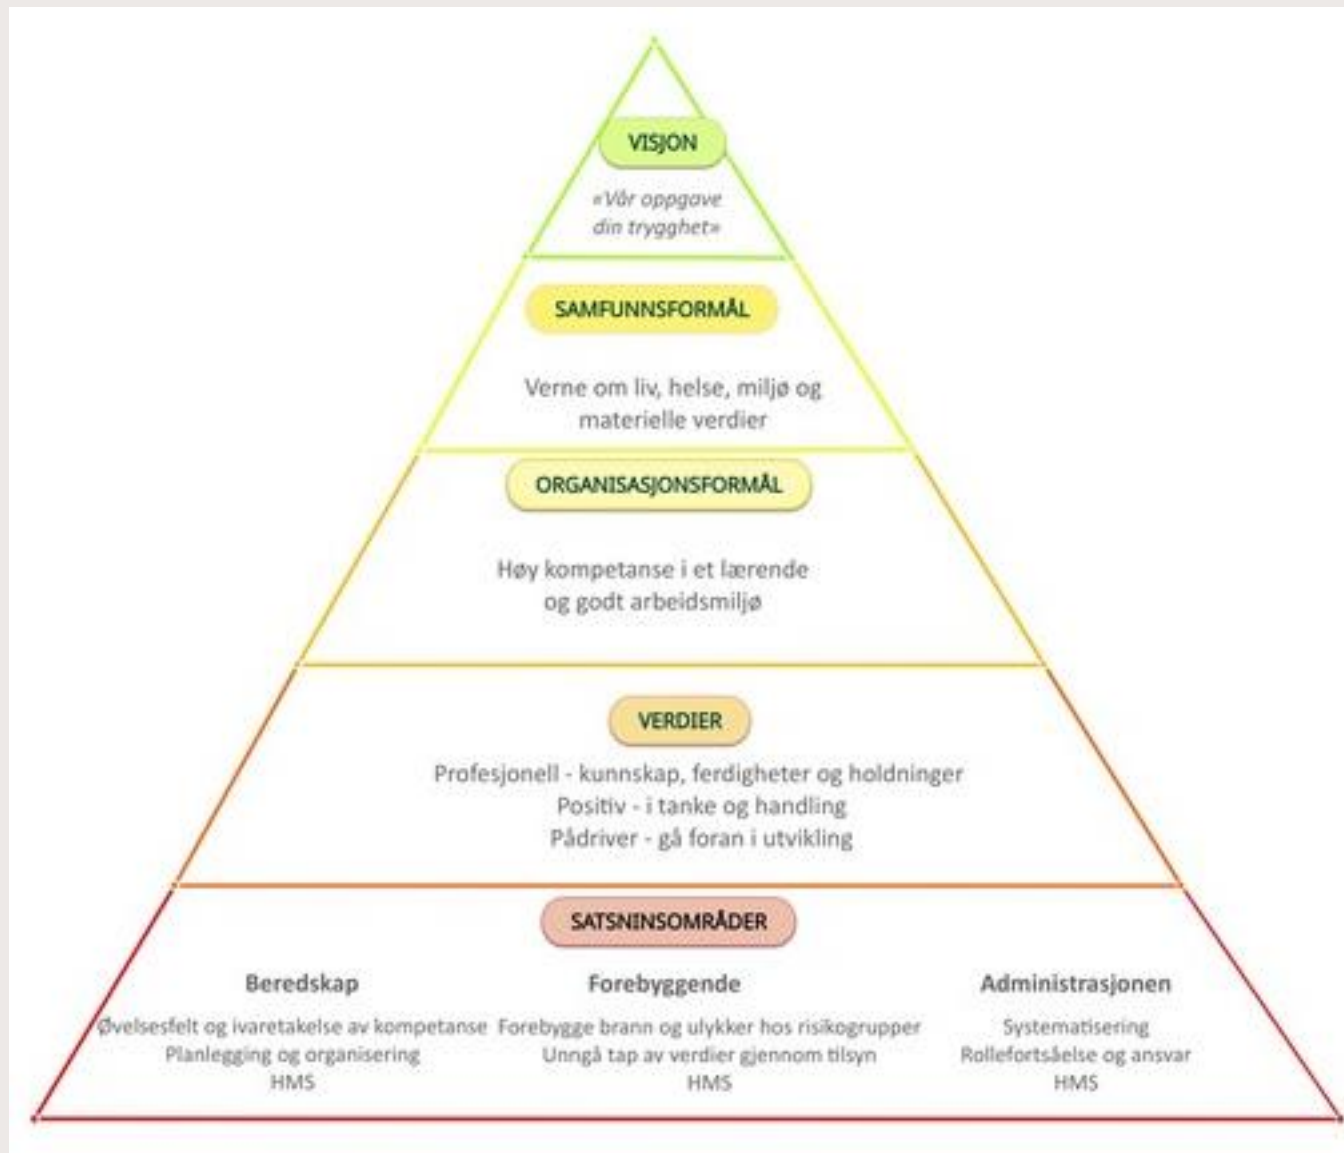 VISJON
«Vår oppgave
din trygghet»
SAMFUNNSFORMÅL
Verne om liv, helse, miljø og
materielle verdier
ORGANISASJONSFORMÅL
Høy kompetanse i et lærende
og godt arbeidsmiljø
VERDIER
Profesjonell - kunnskap, ferdigheter og holdninger
Positiv - i tanke og handling
Pådriver - gå foran i utvikling
SATSNINSOMRÅDER
Beredskap
Øvelsesfelt og ivaretakelse av kompetanse
Planlegging og organisering
HMS
Forebyggende
Forebygge brann og ulykker hos risikogrupper
Unngå tap av verdier gjennom tilsyn
HMS
Administrasjonen
Systematisering
Rollefortsåelse og ansvar
HMS